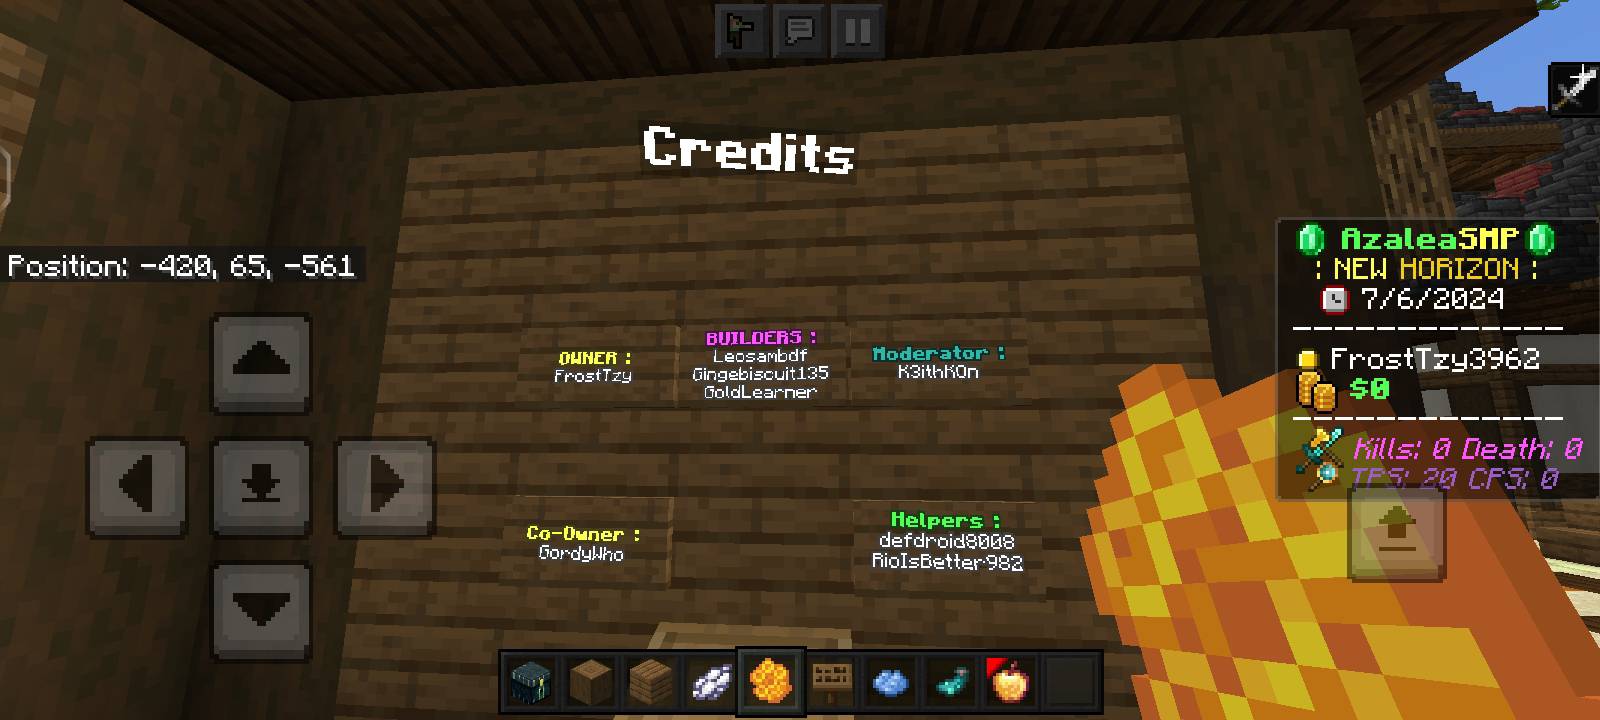 Credits
Position: -420, 65, -561
AzaleaSMP
: NEW HORIZON :
7/6/2024
FrostTzy3962
$0
Kills: 0 Death: 0
TPS: 20 CPS: 0
OWNER :
FrostTzy
BUILDERS :
Leosambdf
Gingebiscuit135
GoldLearner
Moderator :
K3ithK0n
Co-Owner :
GordyWho
Helpers :
defdroid8008
RioIsBetter982